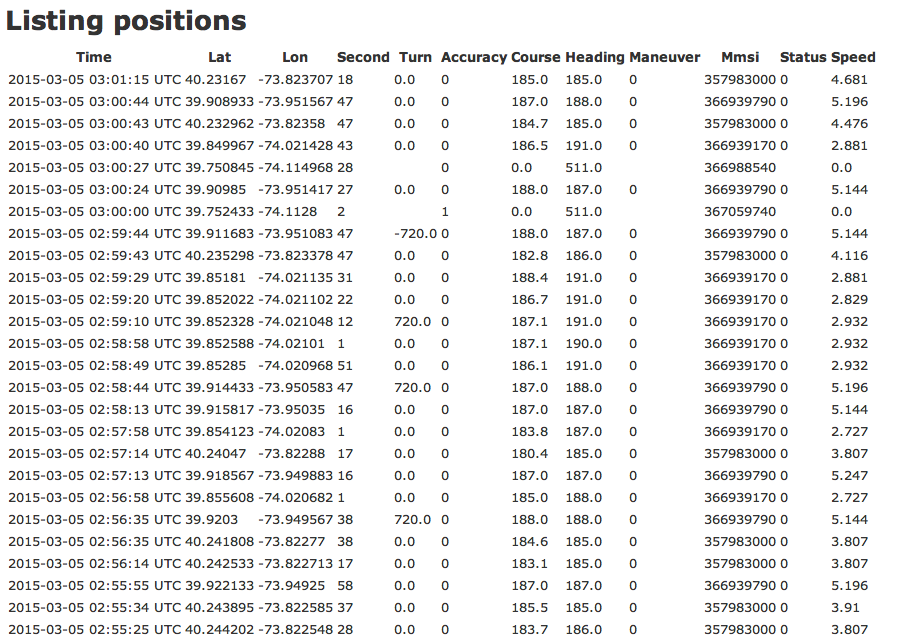 Listing positions
Time Lat Lon Second Turn Accuracy Course Heading Maneuver Mmsi Status Speed
2015-03-05 03:01:15 UTC 40.23167 -73.823707 18 0.0 0 185.0 185.0 0 357983000 0 4.681
2015-03-05 03:00:44 UTC 39.908933 -73.951567 47 0.0 0 187.0 188.0 0 366939790 0 5.196
2015-03-05 03:00:43 UTC 40.232962 -73.82358 47 0.0 0 184.7 185.0 0 357983000 0 4.476
2015-03-05 03:00:40 UTC 39.849967 -74.021428 43 0.0 0 186.5 191.0 0 366939170 0 2.881
2015-03-05 03:00:27 UTC 39.750845 -74.114968 28 0 0.0 511.0 366988540 0.0
2015-03-05 03:00:24 UTC 39.90985 -73.951417 27 0.0 0 188.0 187.0 0 366939790 0 5.144
2015-03-05 03:00:00 UTC 39.752433 -74.1128 2 1 0.0 511.0 367059740 0.0
2015-03-05 02:59:44 UTC 39.911683 -73.951083 47 -720.0 0 188.0 187.0 0 366939790 0 5.144
2015-03-05 02:59:43 UTC 40.235298 -73.823378 47 0.0 0 182.8 186.0 0 357983000 0 4.116
2015-03-05 02:59:29 UTC 39.85181 -74.021135 31 0.0 0 188.4 191.0 0 366939170 0 2.881
2015-03-05 02:59:20 UTC 39.852022 -74.021102 22 0.0 0 186.7 191.0 0 366939170 0 2.829
2015-03-05 02:59:10 UTC 39.852328 -74.021048 12 720.0 0 187.1 191.0 0 366939170 0 2.932
2015-03-05 02:58:58 UTC 39.852588 -74.02101 1 0.0 0 187.1 190.0 0 366939170 0 2.932
2015-03-05 02:58:49 UTC 39.85285 -74.020968 51 0.0 0 186.1 191.0 0 366939170 0 2.932
2015-03-05 02:58:44 UTC 39.914433 -73.950583 47 720.0 0 187.0 188.0 0 366939790 0 5.196
2015-03-05 02:58:13 UTC 39.915817 -73.95035 16 0.0 0 187.0 187.0 0 366939790 0 5.144
2015-03-05 02:57:58 UTC 39.854123 -74.02083 1 0.0 0 183.8 187.0 0 366939170 0 2.727
2015-03-05 02:57:14 UTC 40.24047 -73.82288 17 0.0 0 180.4 185.0 0 357983000 0 3.807
2015-03-05 02:57:13 UTC 39.918567 -73.949883 16 0.0 0 187.0 187.0 0 366939790 0 5.247
2015-03-05 02:56:58 UTC 39.855608 -74.020682 1 0.0 0 185.0 188.0 0 366939170 0 2.727
2015-03-05 02:56:35 UTC 39.9203 -73.949567 38 720.0 0 188.0 188.0 0 366939790 0 5.144
2015-03-05 02:56:35 UTC 40.241808 -73.82277 38 0.0 0 184.6 185.0 0 357983000 0 3.807
2015-03-05 02:56:14 UTC 40.242533 -73.822713 17 0.0 0 183.1 185.0 0 357983000 0 3.807
2015-03-05 02:55:55 UTC 39.922133 -73.94925 58 0.0 0 187.0 187.0 0 366939790 0 5.196
2015-03-05 02:55:34 UTC 40.243895 -73.822585 37 0.0 0 185.5 185.0 0 357983000 0 3.91
2015-03-05 02:55:25 UTC 40.244202 -73.822548 28 0.0 0 183.7 186.0 0 357983000 0 3.807